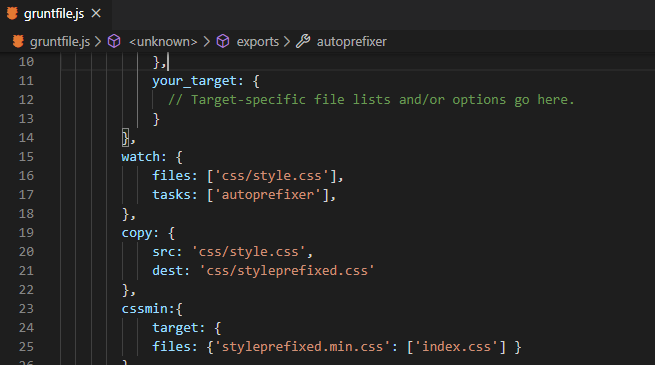 gruntfile.js ×
gruntfile.js > <unknown> > exports > autoprefixer
10 },
11 your_target: {
12 // Target-specific file lists and/or options go here.
13 }
14 },
15 watch: {
16 files: ['css/style.css'],
17 tasks: ['autoprefixer'],
18 },
19 copy: {
20 src: 'css/style.css',
21 dest: 'css/styleprefixed.css'
22 },
23 cssmin:{
24 target: {
25 files: {'styleprefixed.min.css': ['index.css'] }
26 }